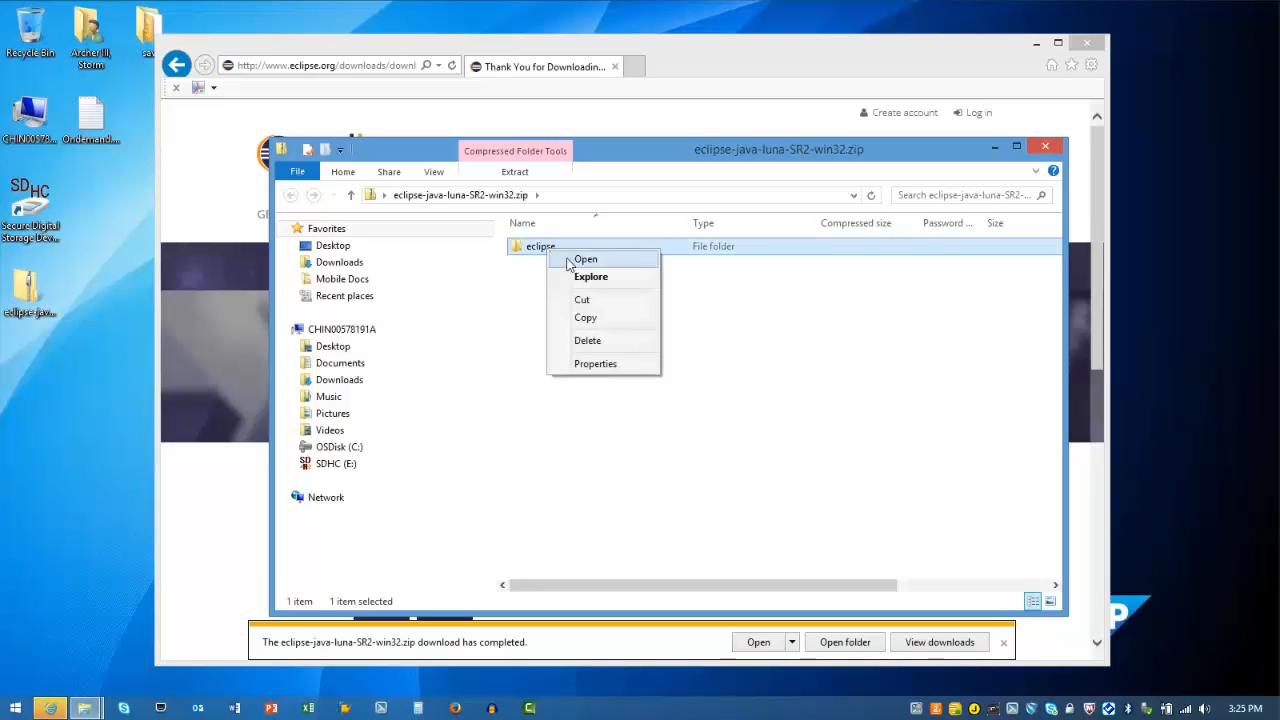 Recycle Bin
Archer III,
Storm
sav
CHIN00578...
Ondemand....
SDHC
Secure Digital
Storage Dev...
eclipse-jav...
http://www.eclipse.org/downloads/downl
Thank You for Downloadin...
Create account
Log in
Compressed Folder Tools
eclipse-java-luna-SR2-win32.zip
File
Home
Share
View
Extract
eclipse-java-luna-SR2-win32.zip
Search eclipse-java-luna-SR2-...
GE
Favorites
Desktop
Downloads
Mobile Docs
Recent places
CHIN00578191A
Desktop
Documents
Downloads
Music
Pictures
Videos
OSDisk (C:)
SDHC (E:)
Network
Name
Type
Compressed size
Password ...
Size
eclipse
File folder
Open
Explore
Cut
Copy
Delete
Properties
1 item
1 item selected
The eclipse-java-luna-SR2-win32.zip download has completed.
Open
Open folder
View downloads
P
3:25 PM